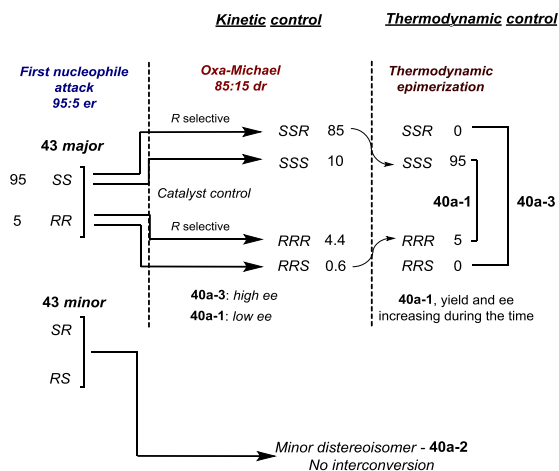 Kinetic control
Thermodynamic control
First nucleophile
attack
95:5 er
Oxa-Michael
85:15 dr
Thermodynamic
epimerization
43 major
R selective
SSR 85
SSR 0
95 SS
SSS 10
SSS 95
Catalyst control
40a-1
40a-3
5 RR
R selective
RRR 4.4
RRR 5
RRS 0.6
RRS 0
40a-3: high ee
40a-1: low ee
40a-1, yield and ee
increasing during the time
43 minor
SR
RS
Minor distereoisomer - 40a-2
No interconversion